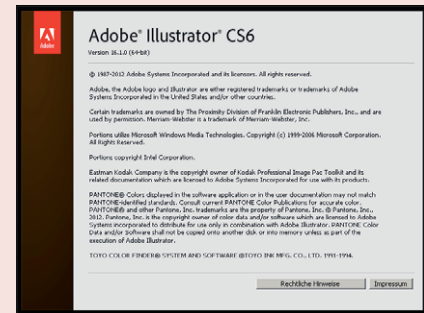 Adobe
Adobe® Illustrator® CS6
Version 16.1.0 (64-bit)
© 1987-2012 Adobe Systems Incorporated and its licensors. All rights reserved.
Adobe, the Adobe logo and Illustrator are either registered trademarks or trademarks of Adobe
Systems Incorporated in the United States and/or other countries.
Certain trademarks are owned by The Proximity Division of Franklin Electronic Publishers, Inc., and are
used by permission. Merriam-Webster is a trademark of Merriam-Webster, Inc.
Portions utilize Microsoft Windows Media Technologies. Copyright (c) 1999-2006 Microsoft Corporation.
All Rights Reserved.
Portions copyright Intel Corporation.
Eastman Kodak Company is the copyright owner of Kodak Professional Image Pac Toolkit and its
related documentation which are licensed to Adobe Systems Incorporated for use with its products.
PANTONE® Colors displayed in the software application or in the user documentation may not match
PANTONE-identified standards. Consult current PANTONE Color Publications for accurate color.
PANTONE® and other Pantone, Inc. trademarks are the property of Pantone, Inc. © Pantone, Inc.,
2012. Pantone, Inc. is the copyright owner of color data and/or software which are licensed to Adobe
Systems Incorporated to distribute for use only in combination with Adobe Illustrator. PANTONE Color
Data and/or Software shall not be copied onto another disk or into memory unless as part of the
execution of Adobe Illustrator.
TOYO COLOR FINDER® SYSTEM AND SOFTWARE ©TOYO INK MFG. CO., LTD. 1991-1994.
Rechtliche Hinweise
Impressum